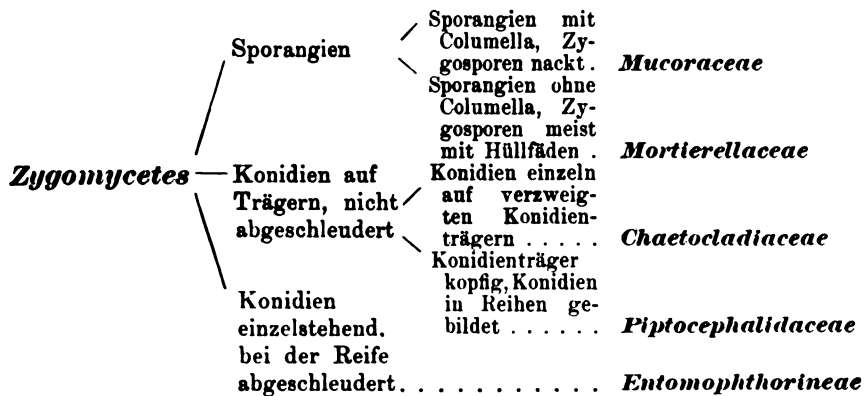 Sporangien mit
Columella, Zy-
gosporen nackt . Mucoraceae
Sporangien
Sporangien ohne
Columella, Zy-
gosporen meist
mit Hüllfäden . Mortierellaceae
Zygomycetes
Konidien auf
Trägern, nicht
abgeschleudert
Konidien einzeln
auf verzweig-
ten Konidien-
trägern . . . . . Chaetocladiaceae
Konidienträger
kopfig, Konidien
in Reihen ge-
bildet . . . . . . Piptocephalidaceae
Konidien
einzelstehend.
bei der Reife
abgeschleudert . . . . . . . . . . . . Entomophthorineae